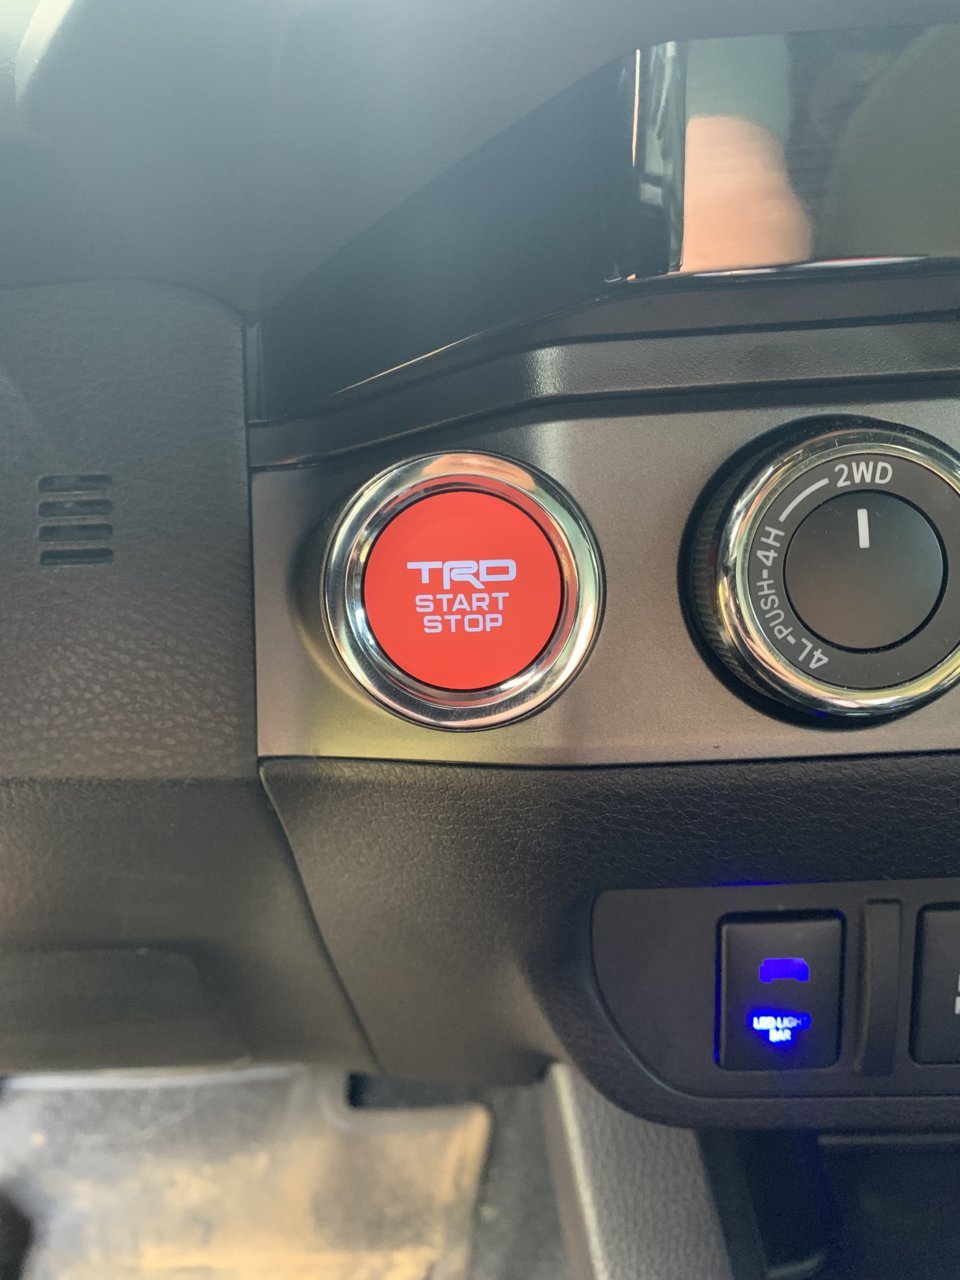 TRD
START
STOP
2WD
4L-PUSH-4H
LED LIGHT
BAR